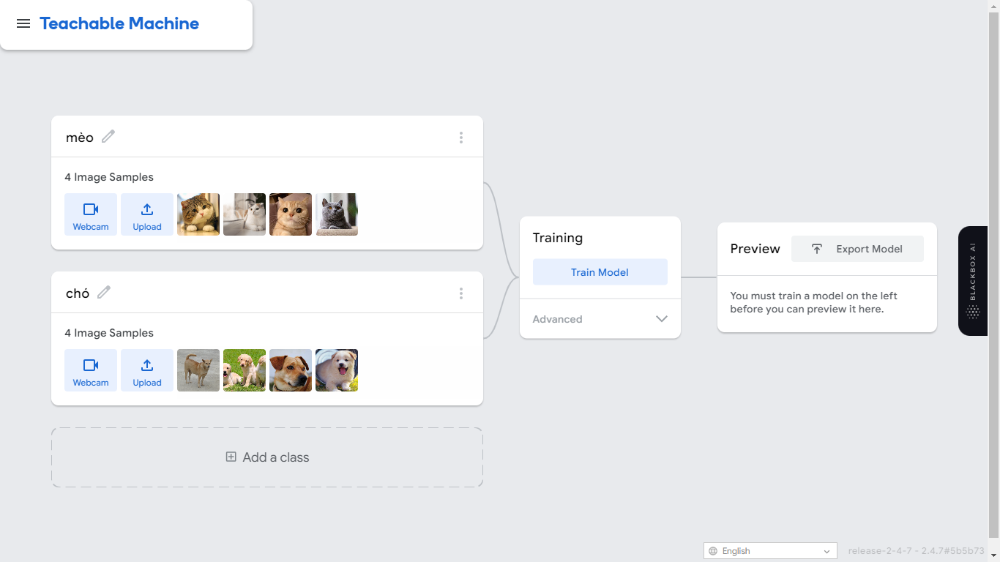 Teachable Machine
mèo
4 Image Samples
Webcam
Upload
chó
4 Image Samples
Webcam
Upload
Add a class
Training
Train Model
Advanced
Preview
Export Model
You must train a model on the left
before you can preview it here.
BLACKBOX AI
English
release-2-4-7 - 2.4.7#5b5b73